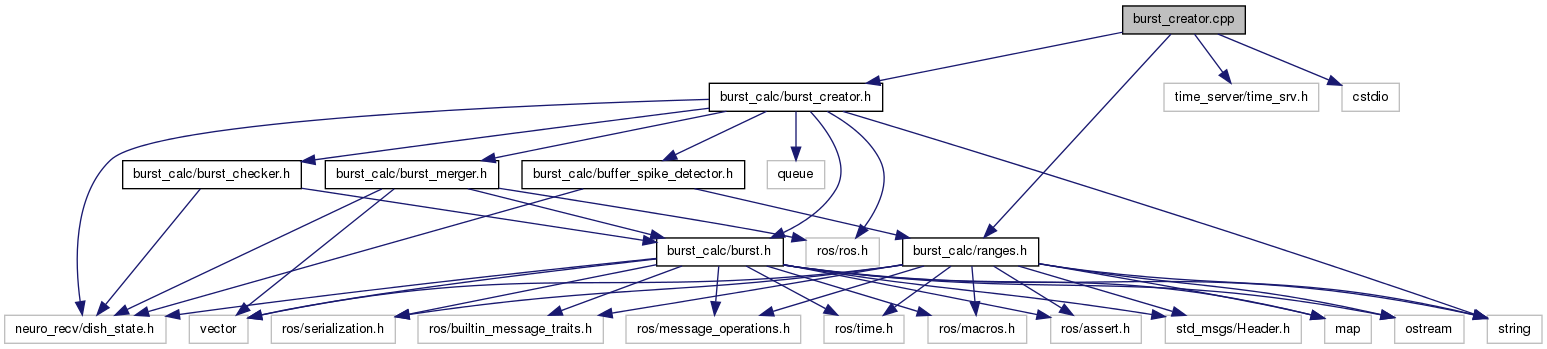 burst_creator.cpp
burst_calc/burst_creator.h
time_server/time_srv.h
cstdio
burst_calc/burst_checker.h
burst_calc/burst_merger.h
burst_calc/buffer_spike_detector.h
queue
burst_calc/burst.h
ros/ros.h
burst_calc/ranges.h
neuro_recv/dish_state.h
vector
ros/serialization.h
ros/builtin_message_traits.h
ros/message_operations.h
ros/time.h
ros/macros.h
ros/assert.h
std_msgs/Header.h
map
ostream
string